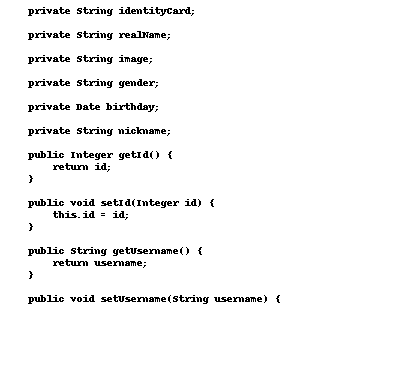 private String identityCard;
private String realName;
private String image;
private String gender;
private Date birthday;
private String nickname;
public Integer getId() {
return id;
}
public void setId(Integer id) {
this.id = id;
}
public String getUsername() {
return username;
}
public void setUsername(String username) {